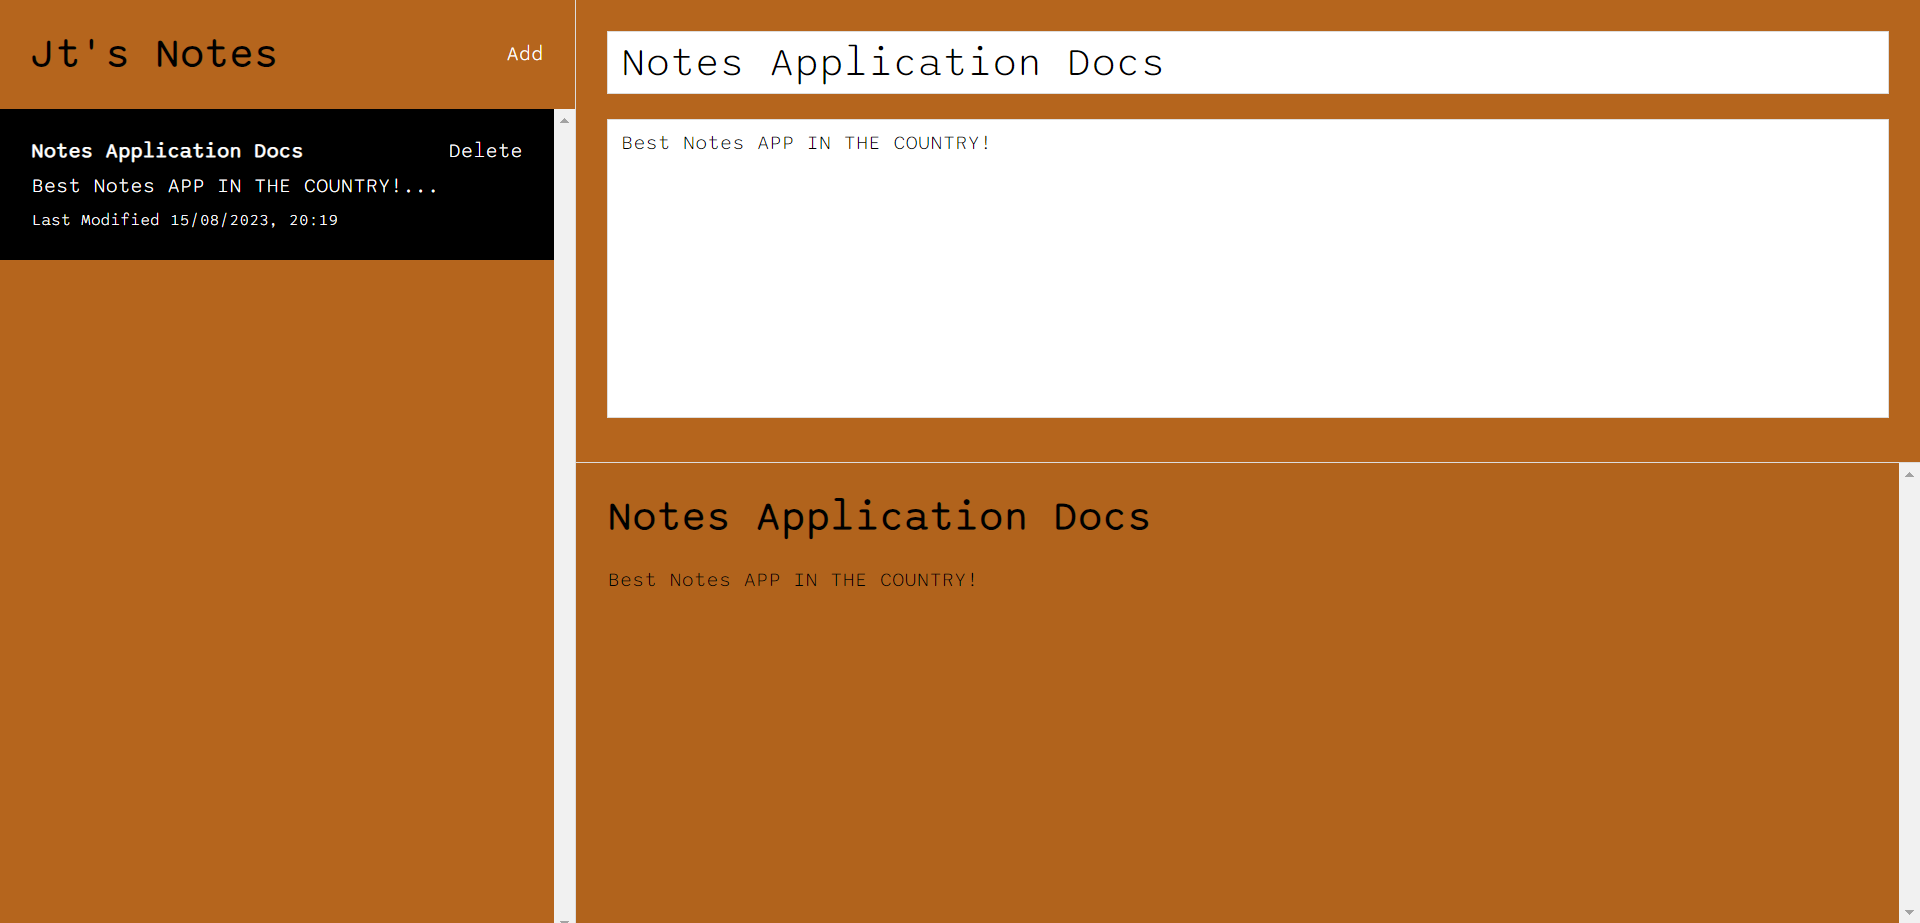 Jt's Notes
Add
Notes Application Docs
Delete
Best Notes APP IN THE COUNTRY!...
Last Modified 15/08/2023, 20:19
Notes Application Docs
Best Notes APP IN THE COUNTRY!
Notes Application Docs
Best Notes APP IN THE COUNTRY!